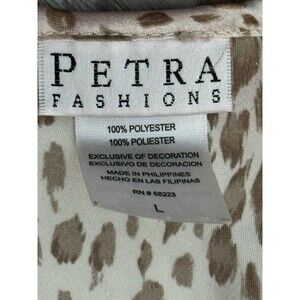 PETRA
FASHIONS
100% POLYESTER
100% POLIESTER
EXCLUSIVE OF DECORATION
EXCLUSIVO DE DECORACION
MADE IN PHILIPPINES
HECHO EN LAS FILIPINAS
RN # 68223
L